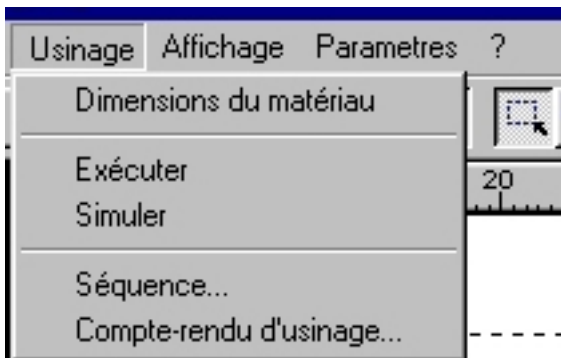 Usinage Affichage Parametres ?
Dimensions du matériau
Exécuter
20
Simuler
Séquence...
Compte-rendu d'usinage...